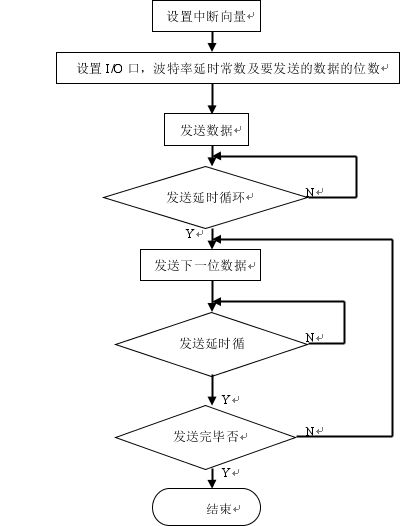 设置中断向量
设置 I/O 口，波特率延时常数及要发送的数据的位数
发送数据
发送延时循环
N
Y
发送下一位数据
发送延时循
N
Y
发送完毕否
N
Y
结束